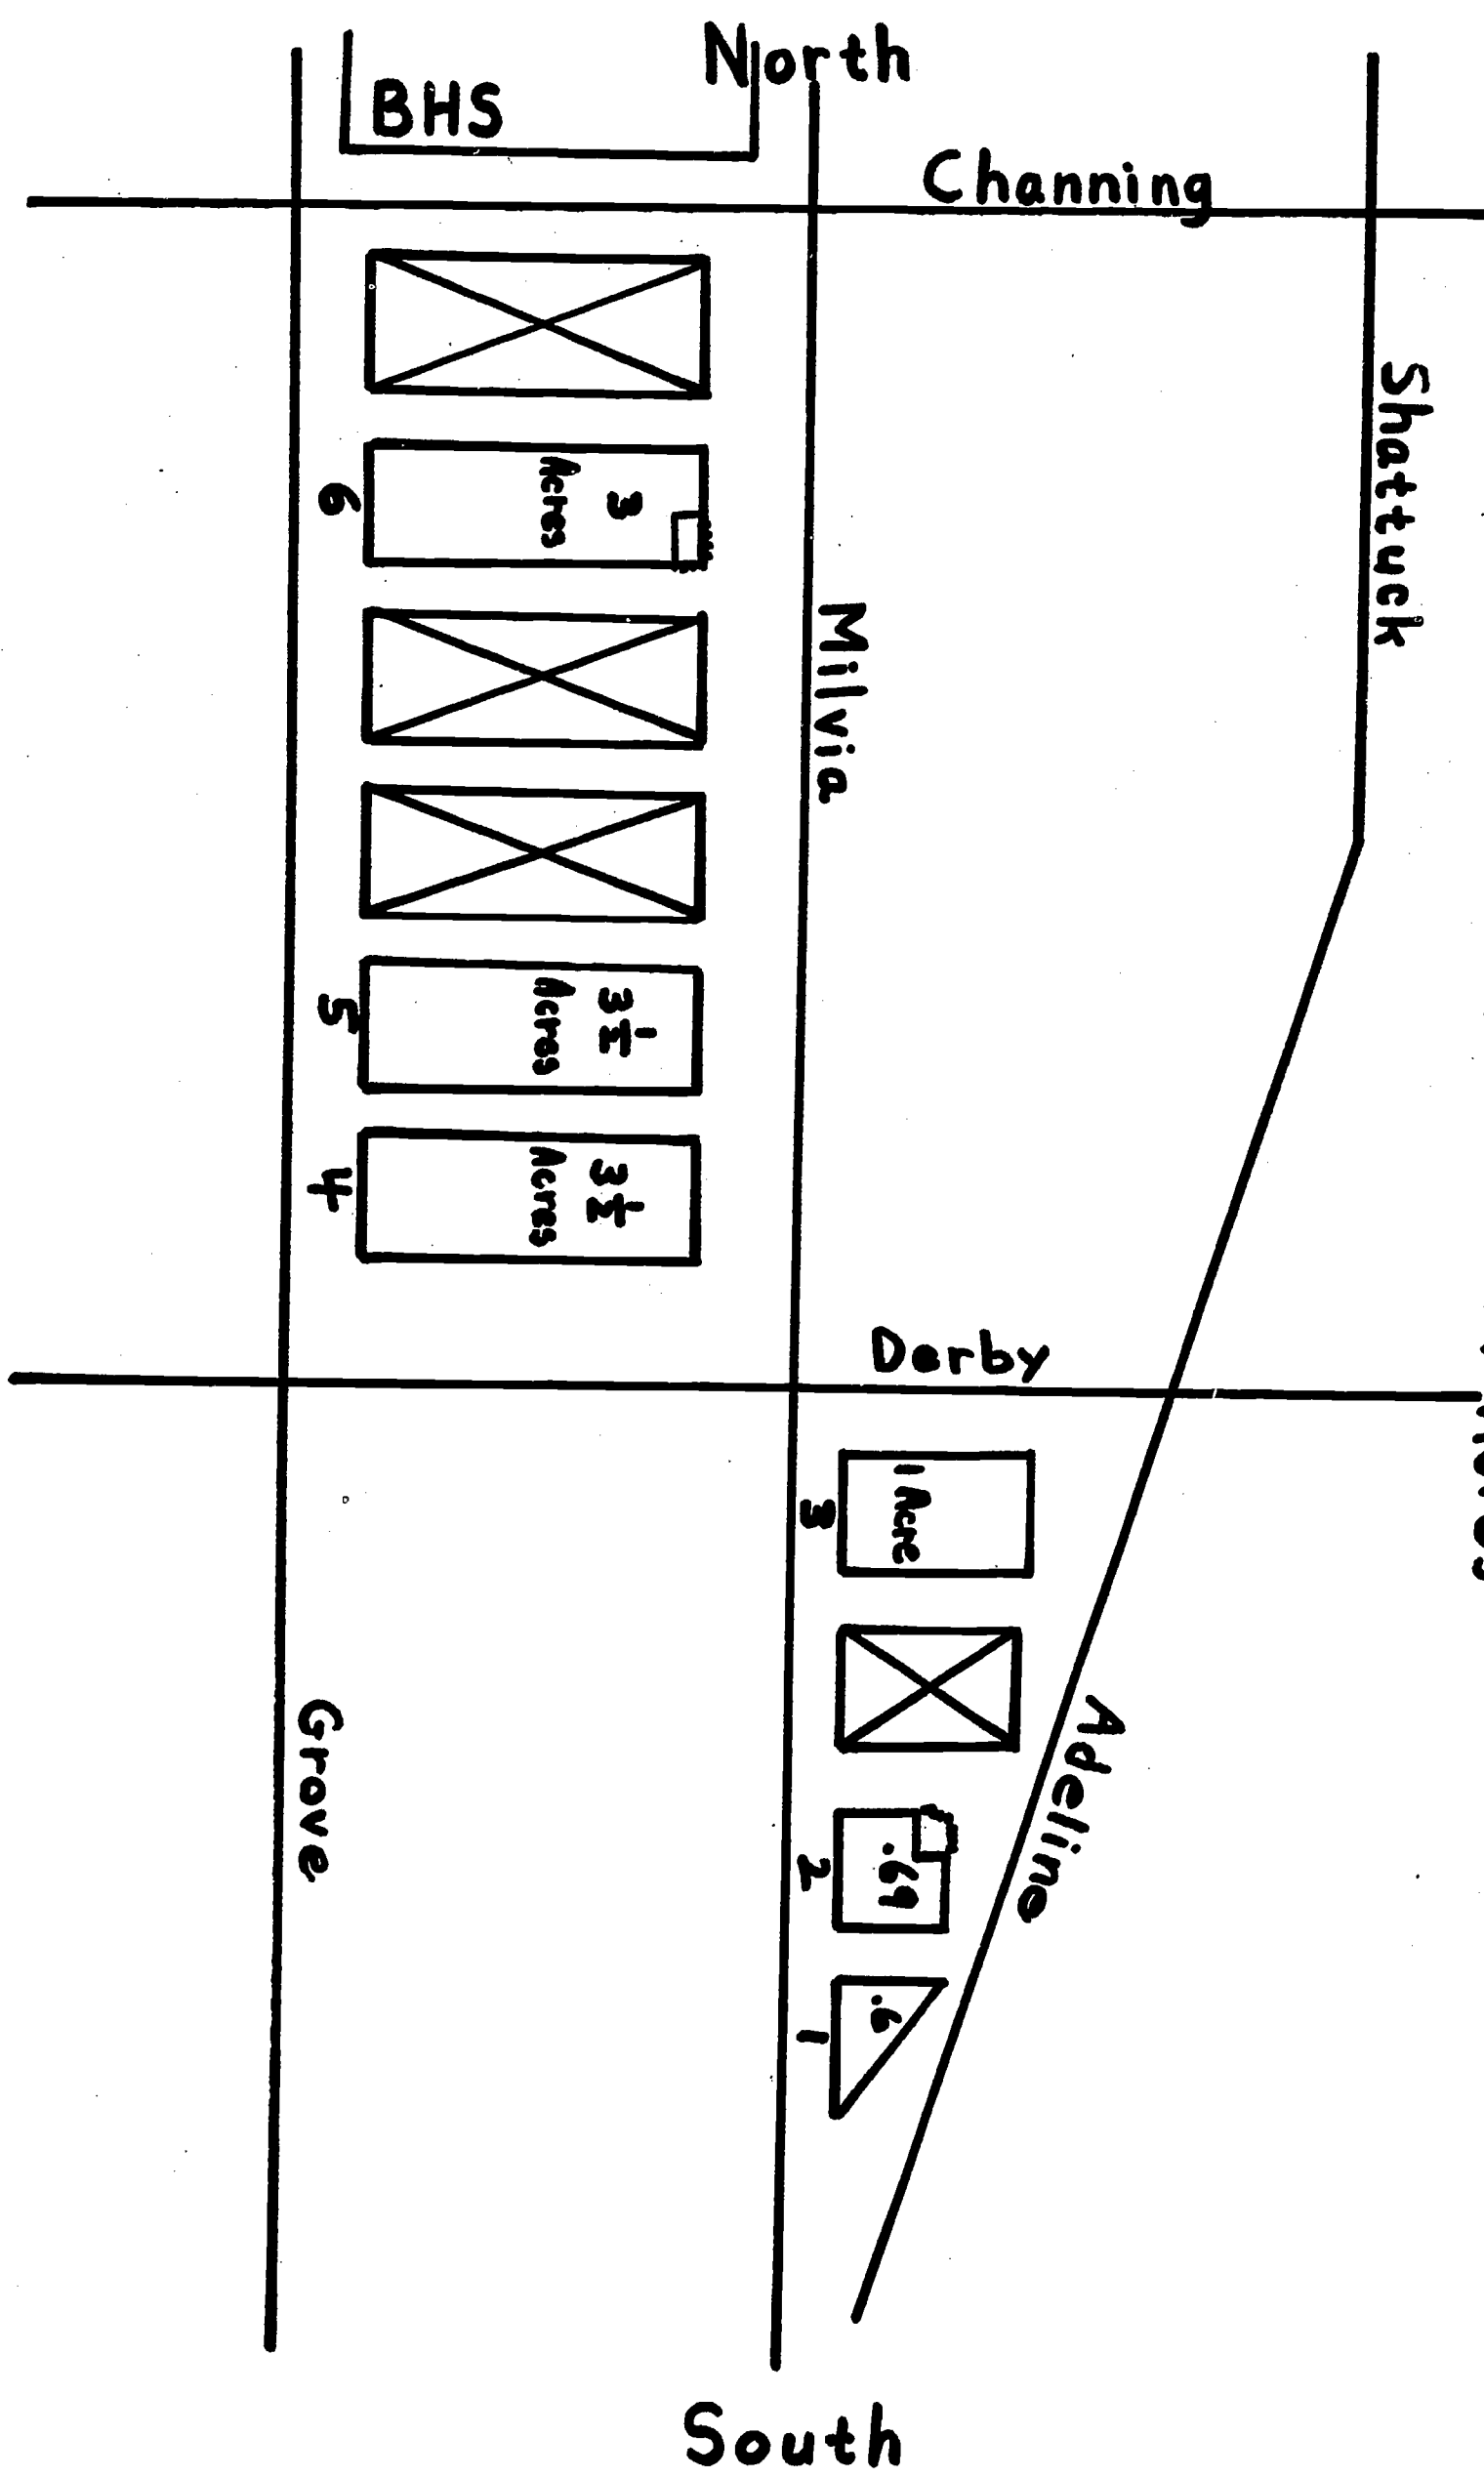 North
BHS
Channing
Shattuck
3
Acres
6
Milvia
3 1/2
Acres
5
3 1/2
Acres
4
Derby
1 Acre
3
Adeline
Grove
.69
2
.6
1
South